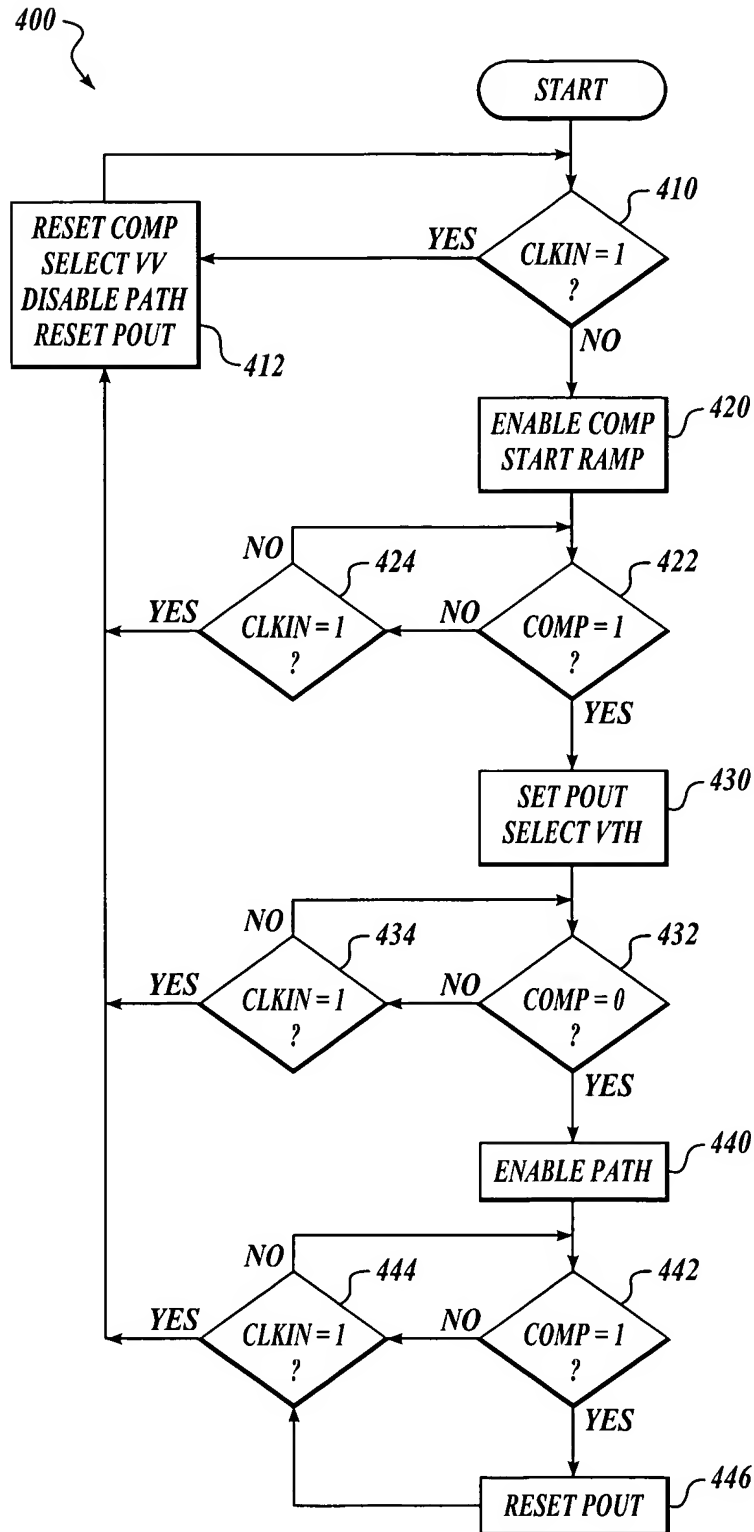 400
START
410
RESET COMP
SELECT VV
DISABLE PATH
RESET POUT
412
YES
CLKIN = 1
?
NO
ENABLE COMP
START RAMP
420
NO
424
422
YES
CLKIN = 1
?
NO
COMP = 1
?
YES
SET POUT
SELECT VTH
430
NO
434
432
YES
CLKIN = 1
?
NO
COMP = 0
?
YES
ENABLE PATH
440
NO
444
442
YES
CLKIN = 1
?
NO
COMP = 1
?
YES
RESET POUT
446